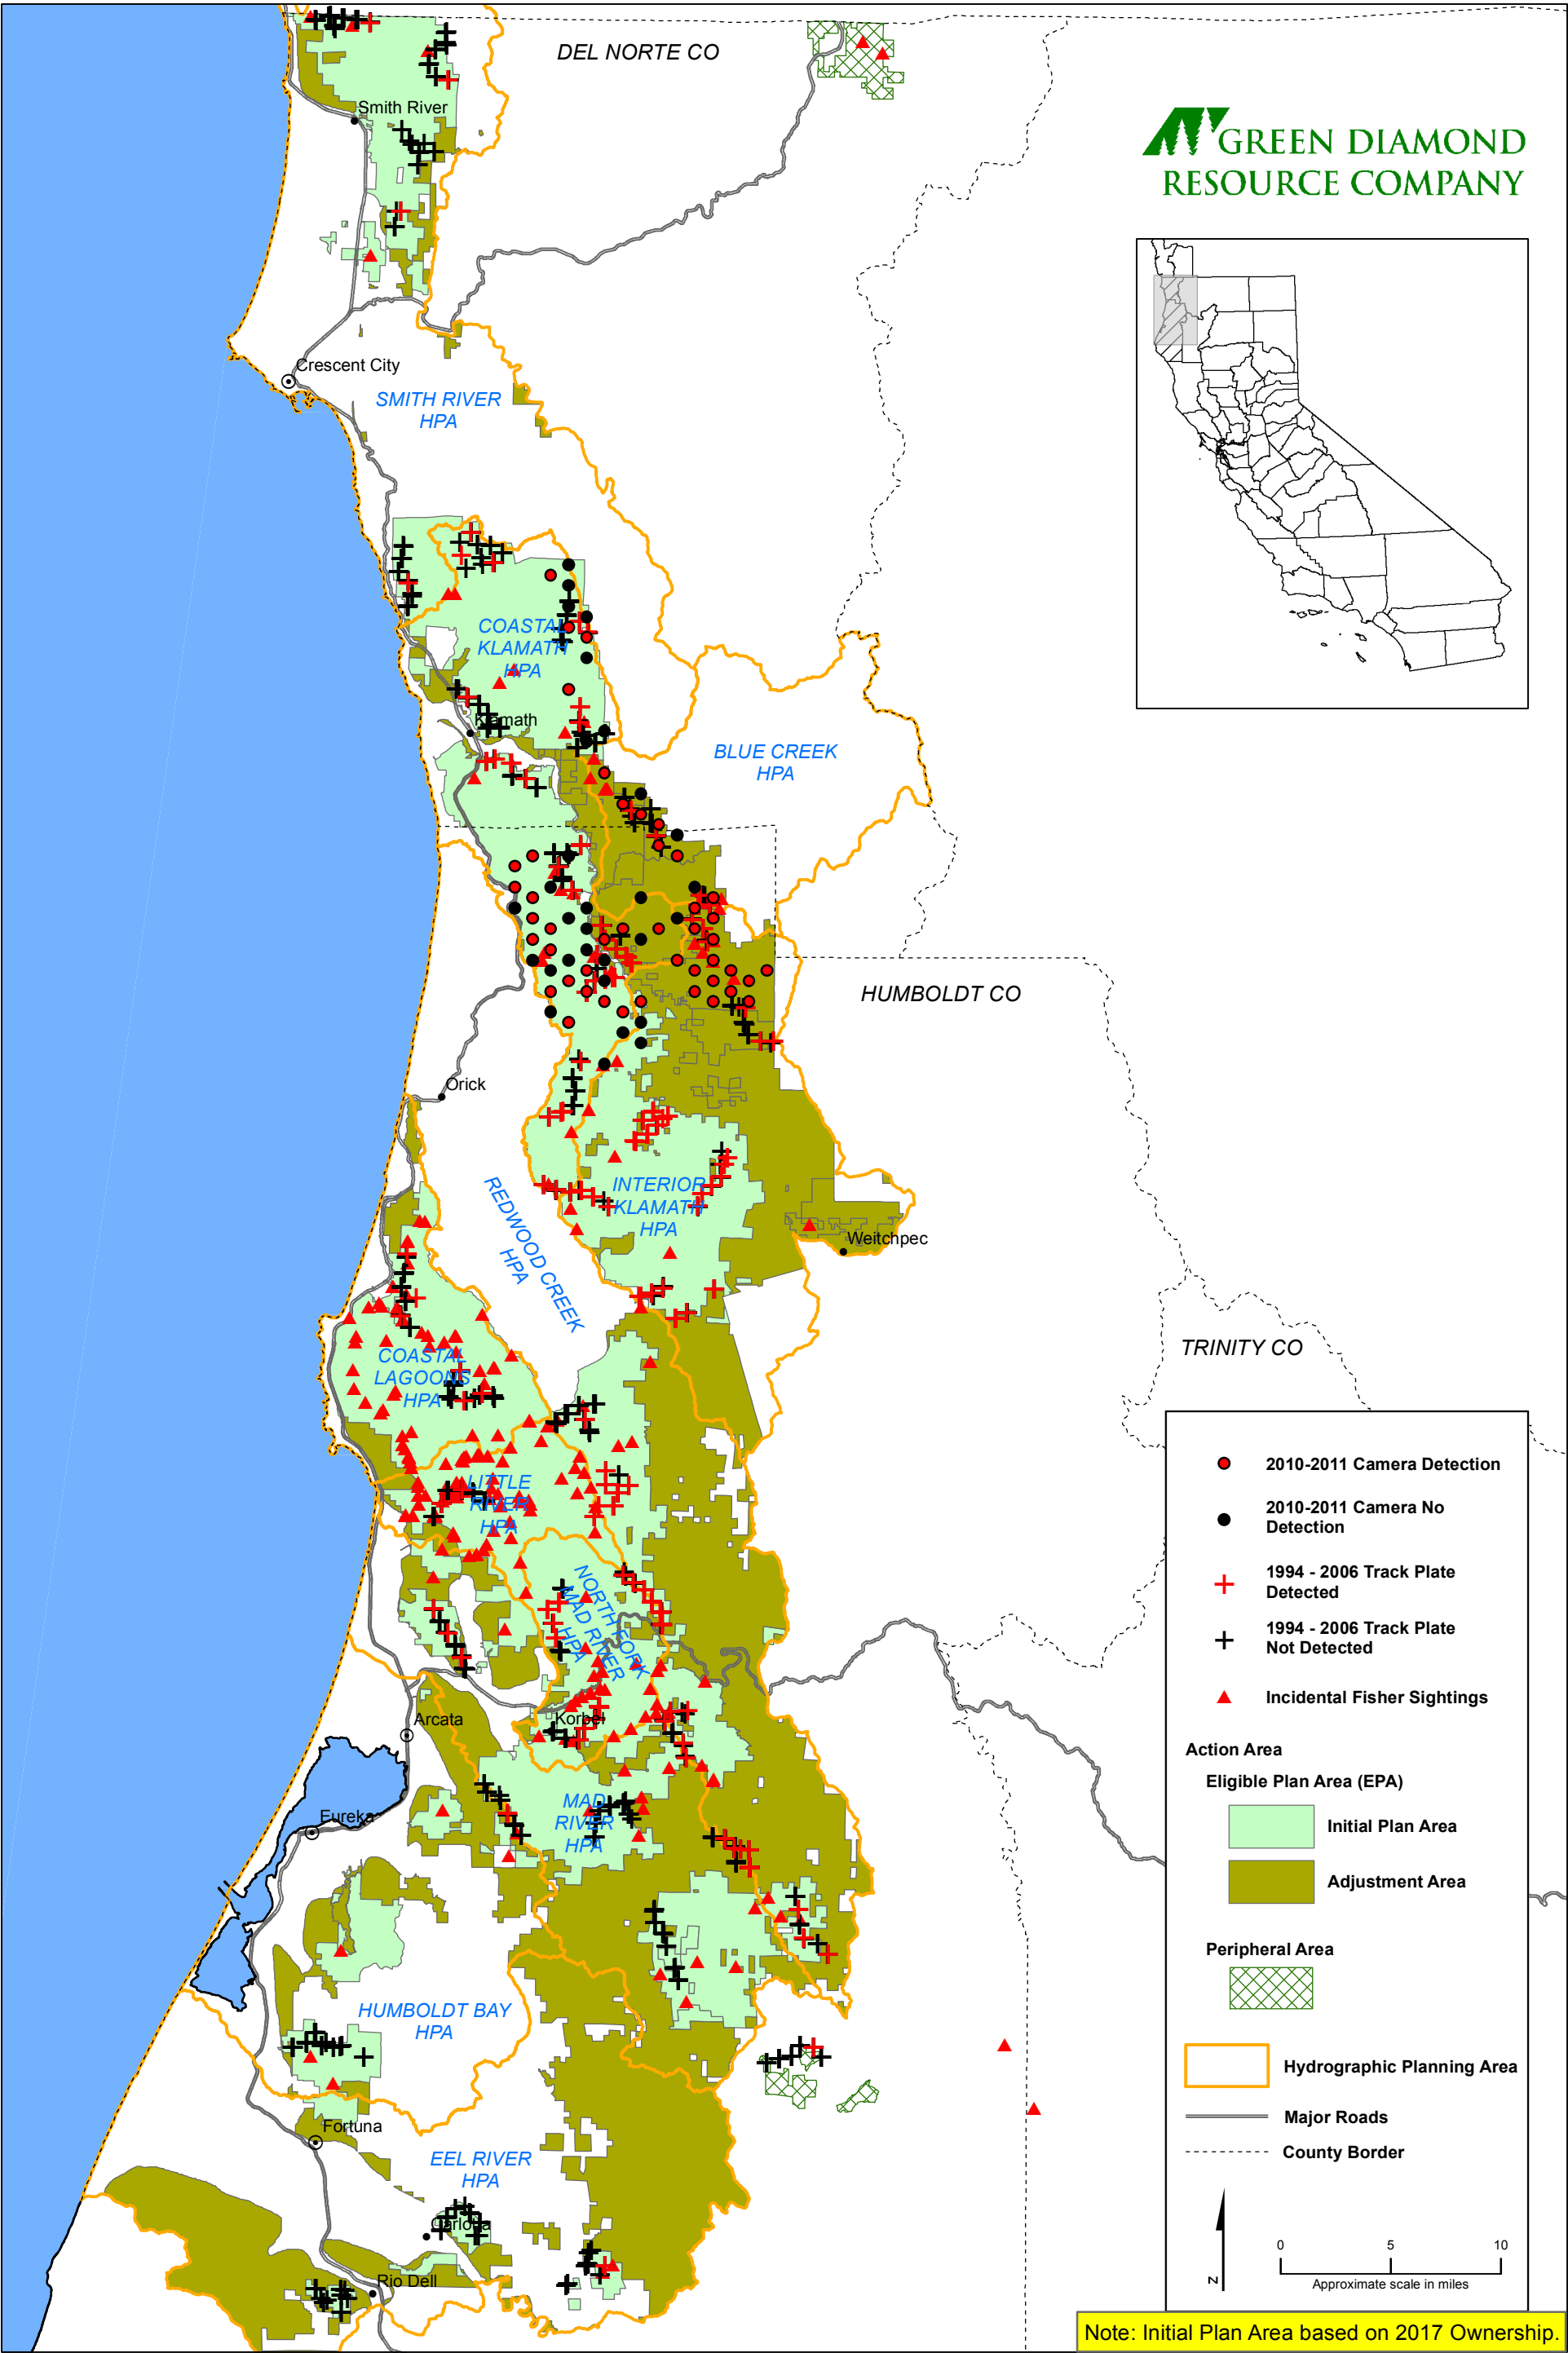 DEL NORTE CO
GREEN DIAMOND
RESOURCE COMPANY
Smith River
Crescent City
SMITH RIVER
HPA
COASTAL
KLAMATH
HPA
Klamath
BLUE CREEK
HPA
HUMBOLDT CO
Orick
REDWOOD CREEK
HPA
INTERIOR
KLAMATH
HPA
Weitchpec
TRINITY CO
COASTAL
LAGOONS
HPA
LITTLE
RIVER
HPA
NORTH FORK
MAD RIVER
HPA
Korbel
Arcata
Eureka
MAD
RIVER
HPA
HUMBOLDT BAY
HPA
Fortuna
EEL RIVER
HPA
Carlotta
Rio Dell
2010-2011 Camera Detection
2010-2011 Camera No
Detection
1994 - 2006 Track Plate
Detected
1994 - 2006 Track Plate
Not Detected
Incidental Fisher Sightings
Action Area
Eligible Plan Area (EPA)
Initial Plan Area
Adjustment Area
Peripheral Area
Hydrographic Planning Area
Major Roads
County Border
N
0 5 10
Approximate scale in miles
Note: Initial Plan Area based on 2017 Ownership.